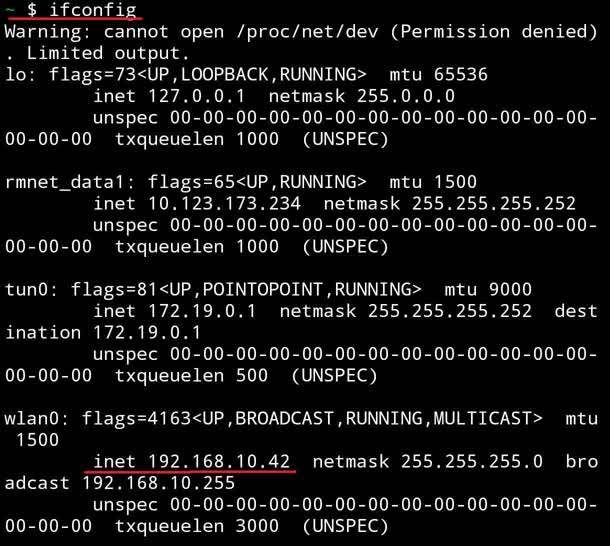 ~ $ ifconfig
Warning: cannot open /proc/net/dev (Permission denied)
. Limited output.
lo: flags=73<UP,LOOPBACK,RUNNING>  mtu 65536
        inet 127.0.0.1  netmask 255.0.0.0
        unspec 00-00-00-00-00-00-00-00-00-00-00-00-00-
00-00-00  txqueuelen 1000  (UNSPEC)

rmnet_data1: flags=65<UP,RUNNING>  mtu 1500
        inet 10.123.173.234  netmask 255.255.255.252
        unspec 00-00-00-00-00-00-00-00-00-00-00-00-00-
00-00-00  txqueuelen 1000  (UNSPEC)

tun0: flags=81<UP,POINTOPOINT,RUNNING>  mtu 9000
        inet 172.19.0.1  netmask 255.255.255.252  dest
ination 172.19.0.1
        unspec 00-00-00-00-00-00-00-00-00-00-00-00-00-
00-00-00  txqueuelen 500  (UNSPEC)

wlan0: flags=4163<UP,BROADCAST,RUNNING,MULTICAST>  mtu
 1500
        inet 192.168.10.42  netmask 255.255.255.0  bro
adcast 192.168.10.255
        unspec 00-00-00-00-00-00-00-00-00-00-00-00-00-
00-00-00  txqueuelen 3000  (UNSPEC)